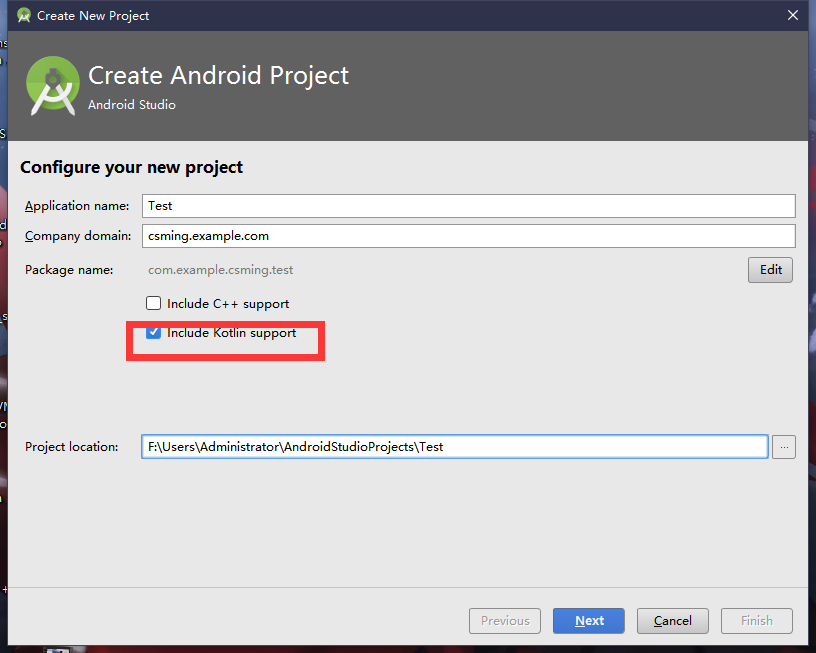 Create New Project
Create Android Project
Android Studio
Configure your new project
Application name: Test
Company domain: csming.example.com
Package name: com.example.csming.test Edit
Include C++ support
Include Kotlin support
Project location: F:\Users\Administrator\AndroidStudioProjects\Test ...
Previous Next Cancel Finish